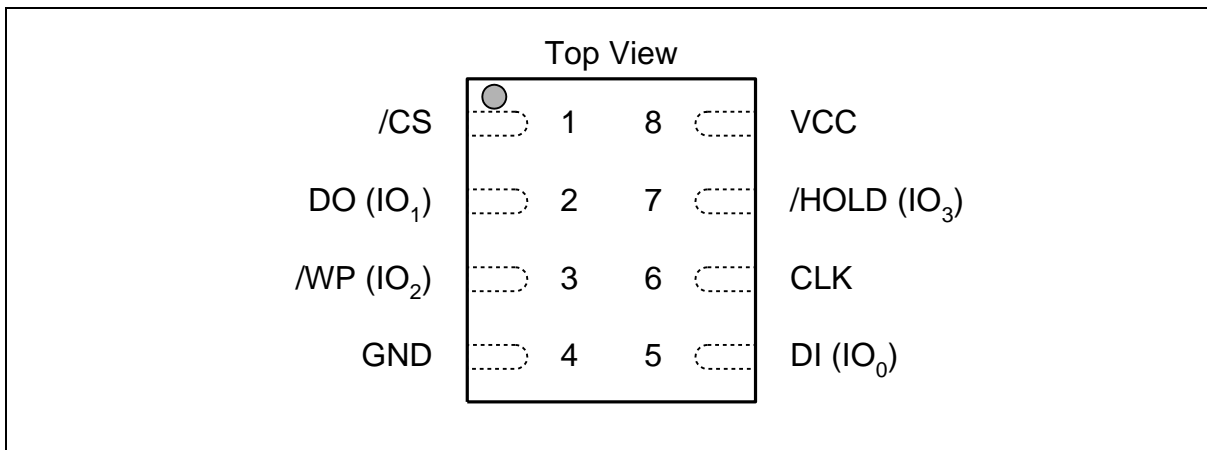 Top View
/CS 1 8 VCC
DO (IO₁) 2 7 /HOLD (IO₃)
/WP (IO₂) 3 6 CLK
GND 4 5 DI (IO₀)